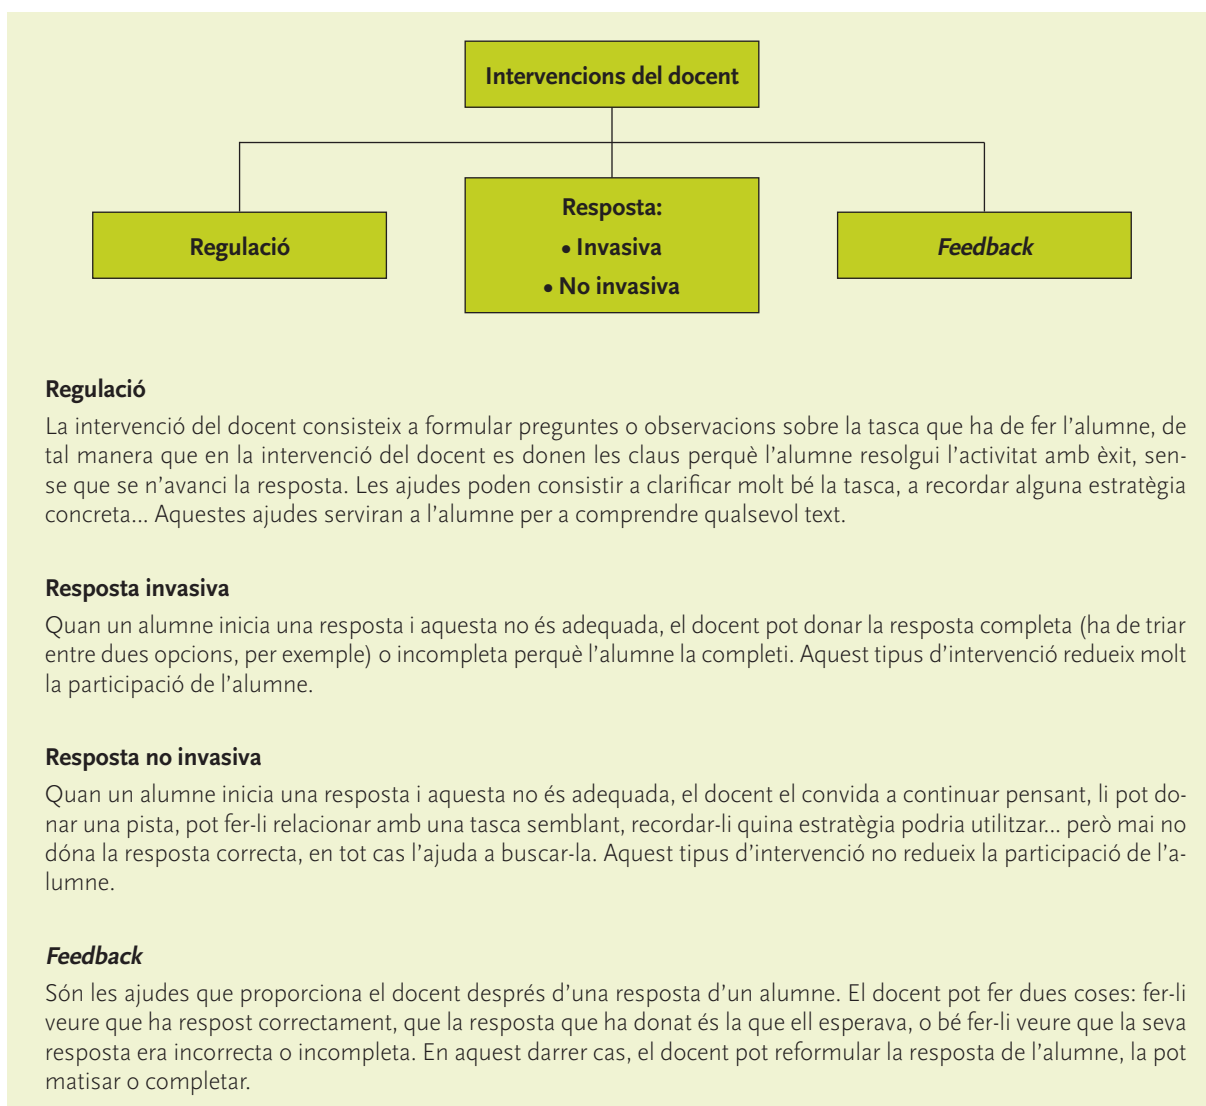 Intervencions del docent
Regulació
Resposta:
• Invasiva
• No invasiva
Feedback
Regulació
La intervenció del docent consisteix a formular preguntes o observacions sobre la tasca que ha de fer l’alumne, de
tal manera que en la intervenció del docent es donen les claus perquè l’alumne resolgui l’activitat amb èxit, sen-
se que se n’avanci la resposta. Les ajudes poden consistir a clarificar molt bé la tasca, a recordar alguna estratègia
concreta... Aquestes ajudes serviran a l’alumne per a comprendre qualsevol text.
Resposta invasiva
Quan un alumne inicia una resposta i aquesta no és adequada, el docent pot donar la resposta completa (ha de triar
entre dues opcions, per exemple) o incompleta perquè l’alumne la completi. Aquest tipus d’intervenció redueix molt
la participació de l’alumne.
Resposta no invasiva
Quan un alumne inicia una resposta i aquesta no és adequada, el docent el convida a continuar pensant, li pot do-
nar una pista, pot fer-li relacionar amb una tasca semblant, recordar-li quina estratègia podria utilitzar... però mai no
dóna la resposta correcta, en tot cas l’ajuda a buscar-la. Aquest tipus d’intervenció no redueix la participació de l’a-
lumne.
Feedback
Són les ajudes que proporciona el docent després d’una resposta d’un alumne. El docent pot fer dues coses: fer-li
veure que ha respost correctament, que la resposta que ha donat és la que ell esperava, o bé fer-li veure que la seva
resposta era incorrecta o incompleta. En aquest darrer cas, el docent pot reformular la resposta de l’alumne, la pot
matisar o completar.